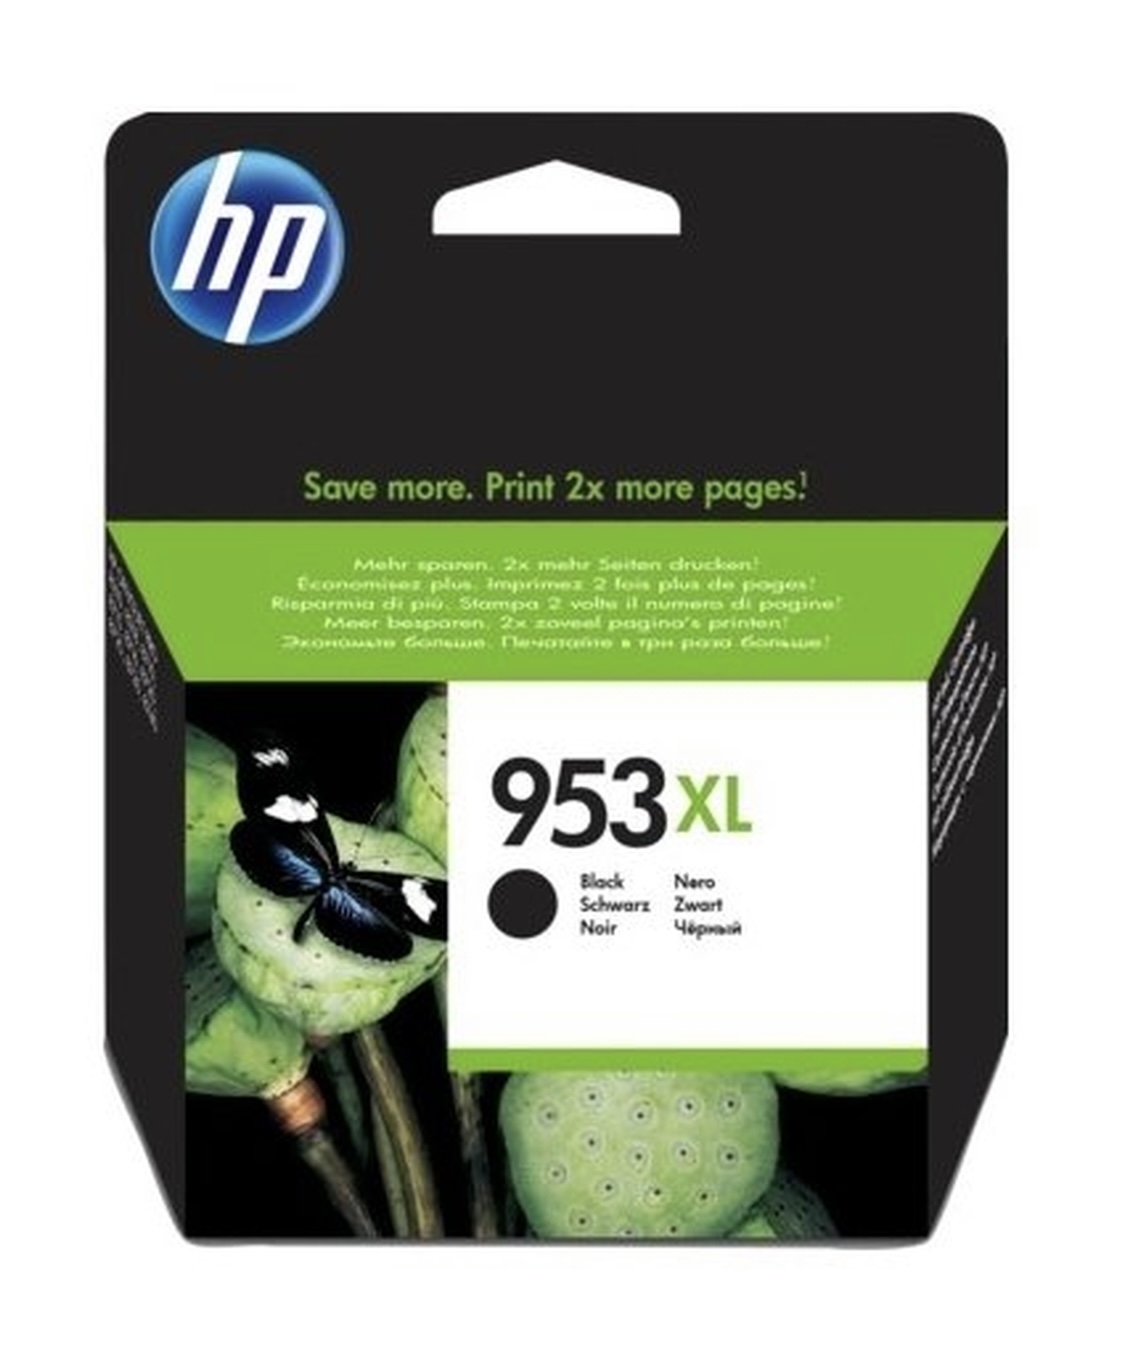 hp
Save more. Print 2x more pages!¹
Mehr sparen. 2x mehr Seiten drucken!
Économisez plus. Imprimez 2 fois plus de pages!
Risparmia di più. Stampa 2 volte il numero di pagine!
Meer besparen. 2x zoveel pagina's printen!
Экономьте больше. Печатайте в три раза больше!
953XL
Black Nero
Schwarz Zwart
Noir Чёрный